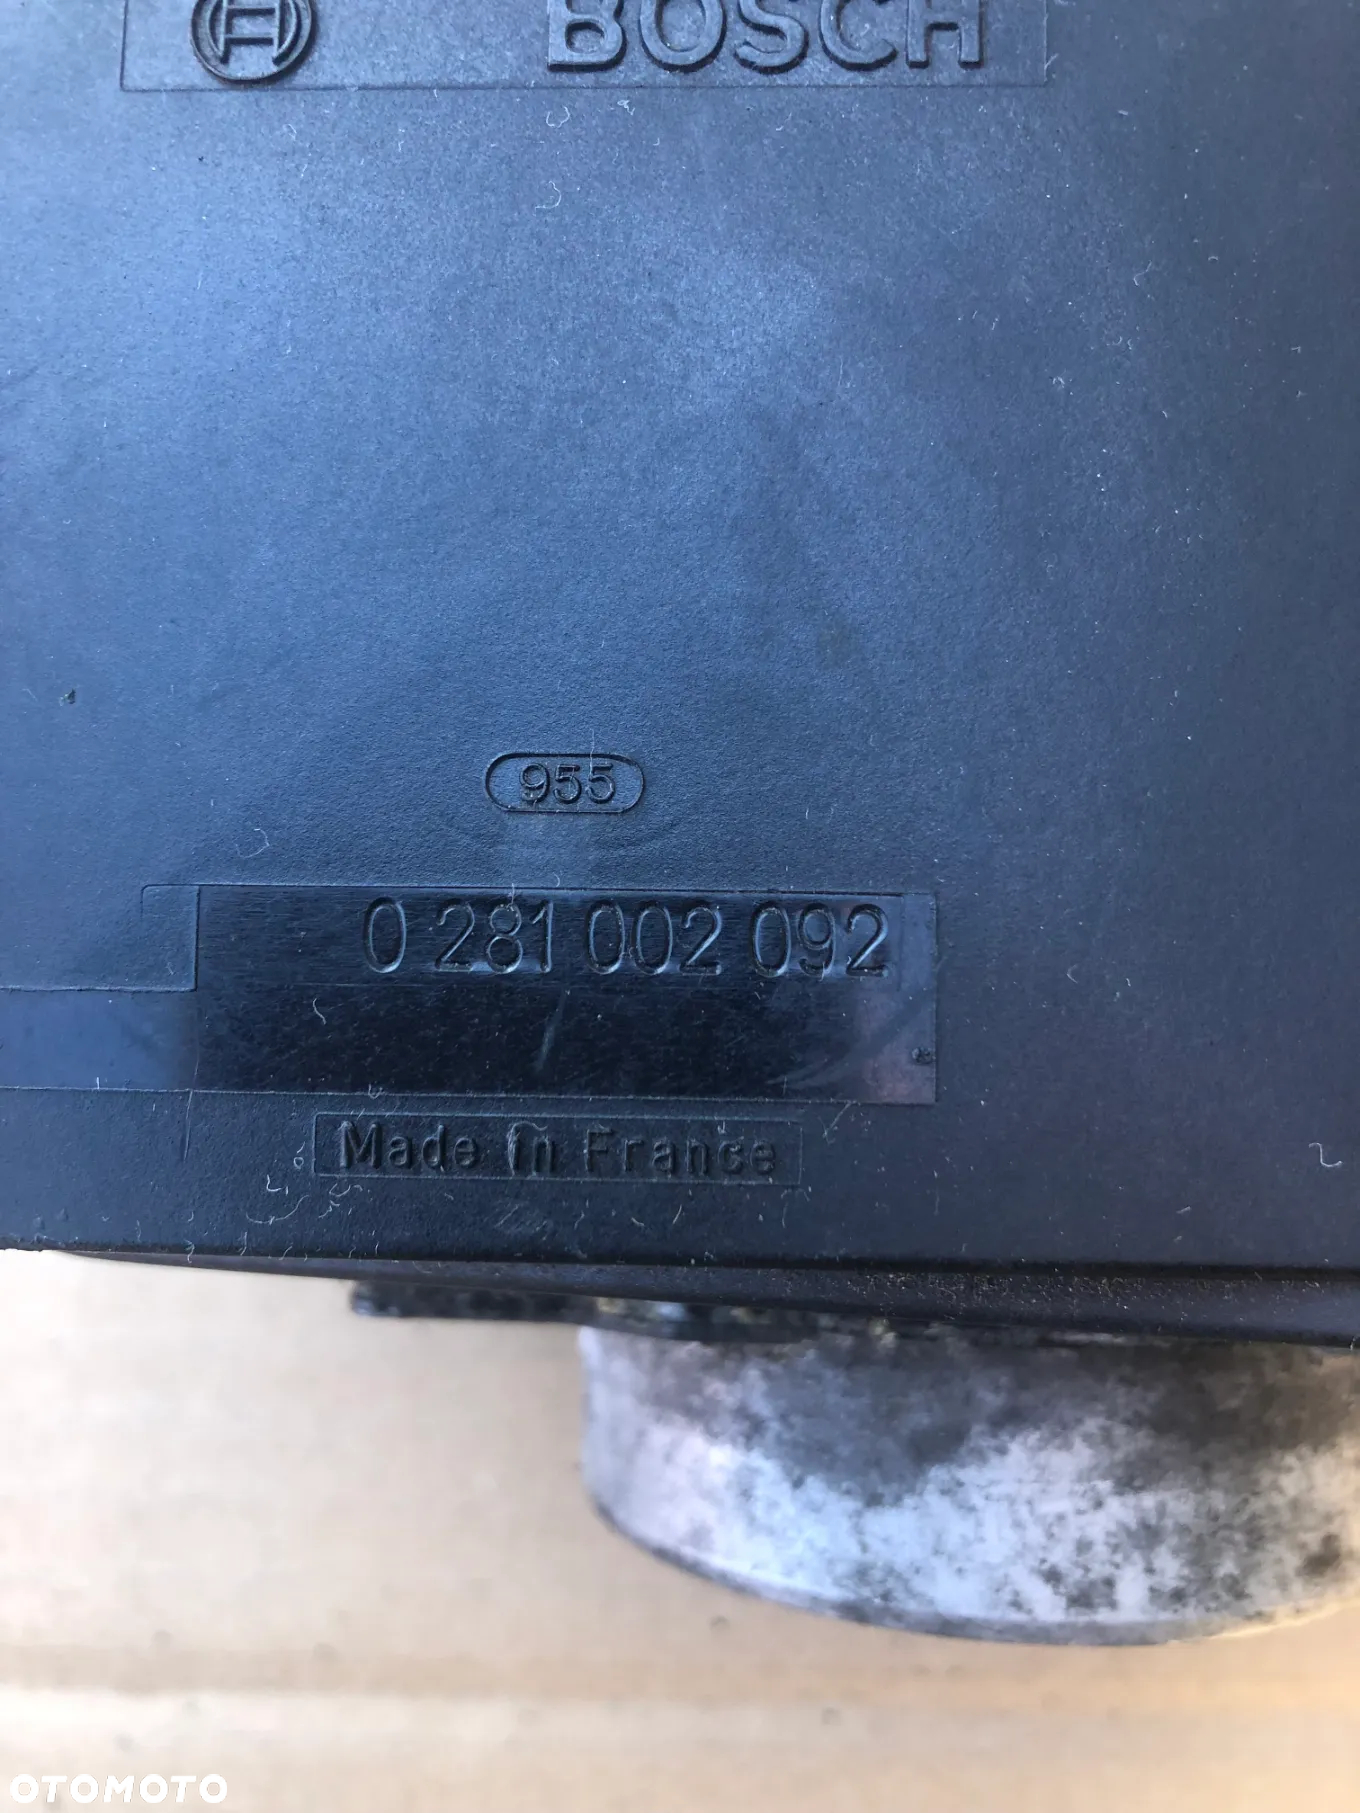 BOSCH
955
0 281 002 092
Made in France
OTOMOTO